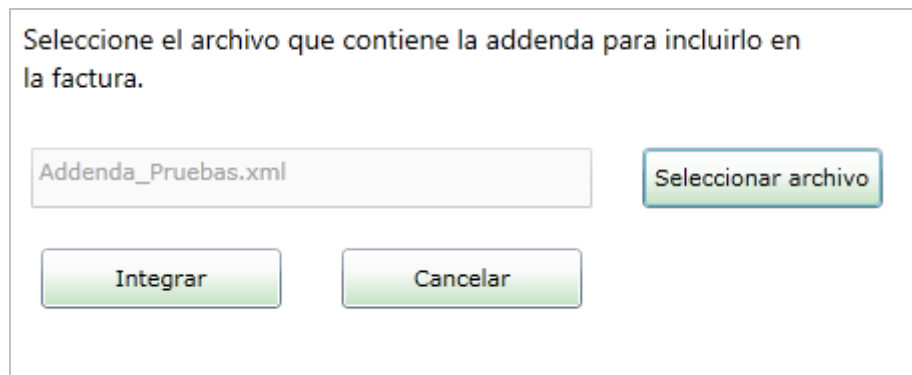 Seleccione el archivo que contiene la addenda para incluirlo en
la factura.
Addenda_Pruebas.xml
Seleccionar archivo
Integrar
Cancelar